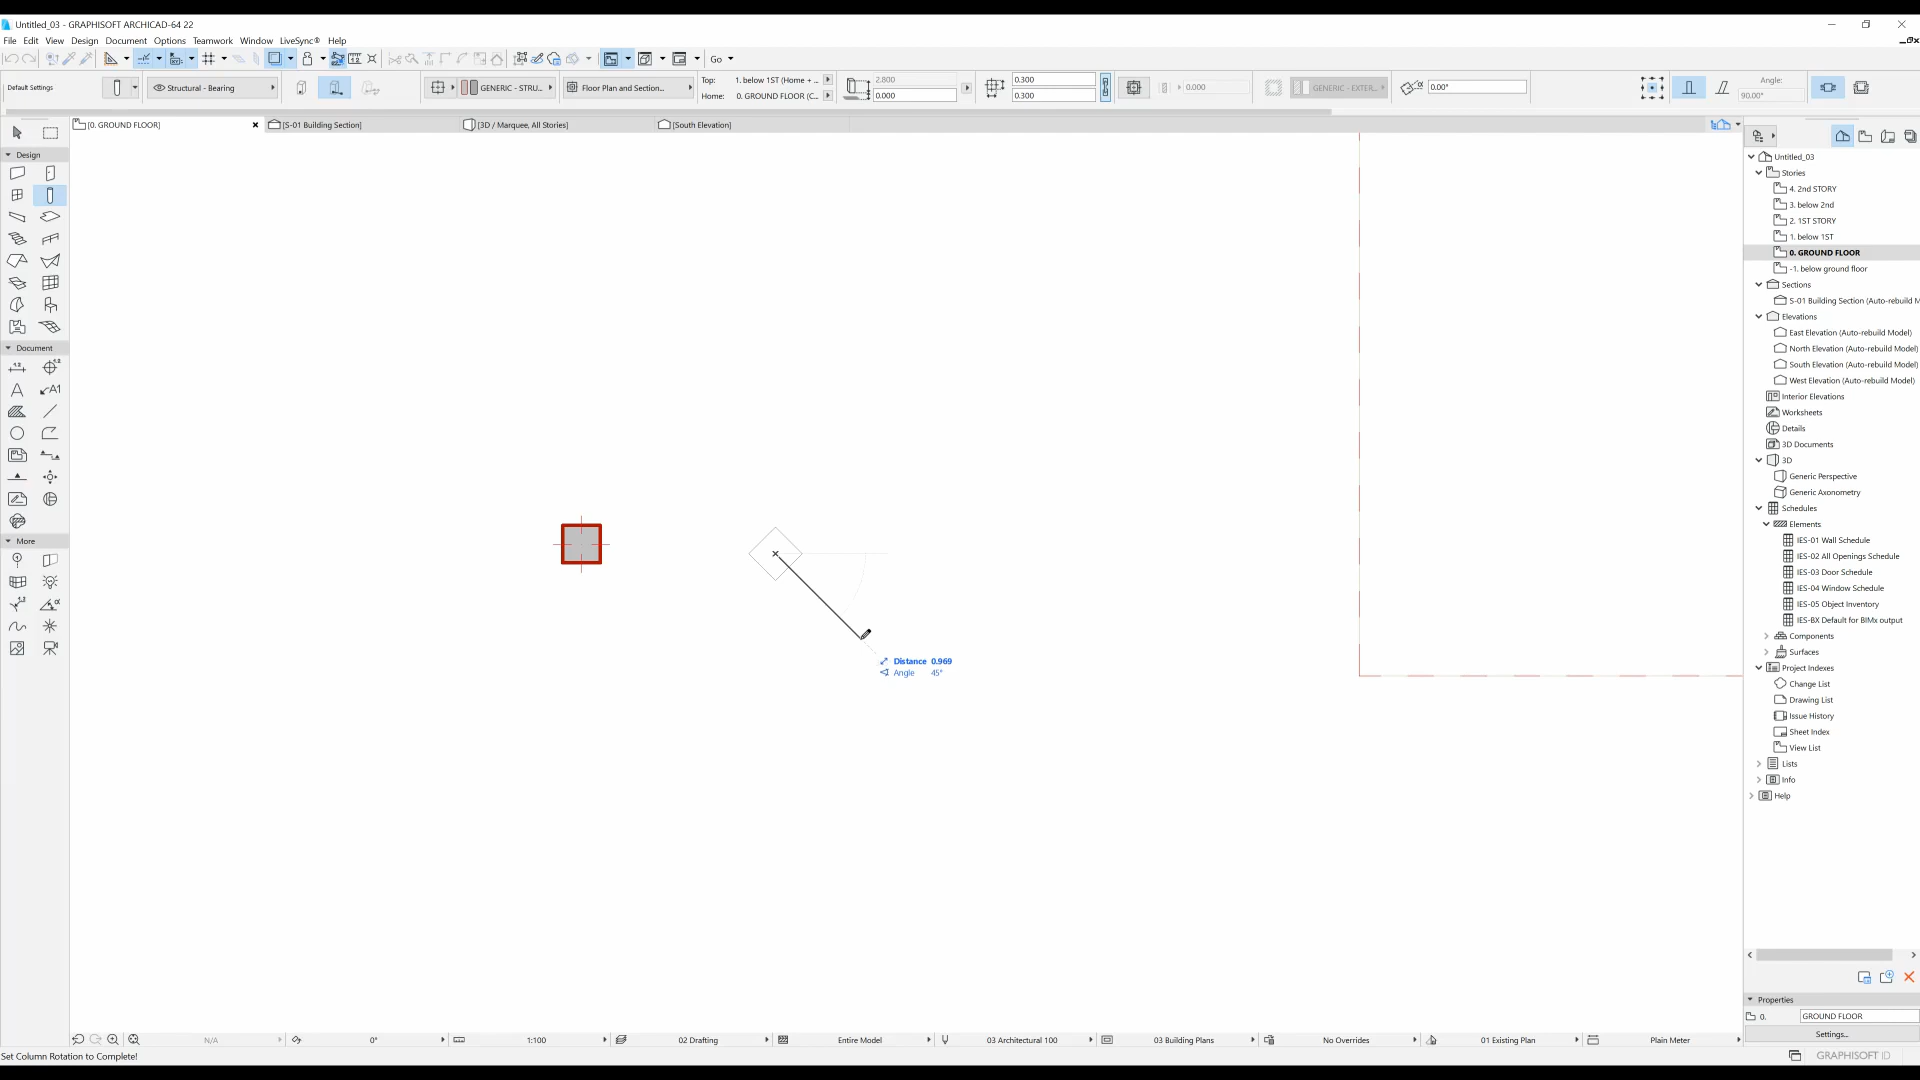 Untitled_03 - GRAPHISOFT ARCHICAD-64 22
File Edit View Design Document Options Teamwork Window LiveSync® Help
Go
Default Settings
Structural - Bearing
GENERIC - STRU...
Floor Plan and Section...
Top: 1. below 1ST (Home + ...
Home: 0. GROUND FLOOR (C...
2.800
0.000
0.300
0.300
0.000
GENERIC - EXTER...
0.00°
Angle:
90.00°
[0. GROUND FLOOR]
[S-01 Building Section]
[3D / Marquee, All Stories]
[South Elevation]
Design
Document
A1
More
Distance 0.969
Angle 45°
Untitled_03
Stories
4. 2nd STORY
3. below 2nd
2. 1ST STORY
1. below 1ST
0. GROUND FLOOR
-1. below ground floor
Sections
S-01 Building Section (Auto-rebuild M
Elevations
East Elevation (Auto-rebuild Model)
North Elevation (Auto-rebuild Model)
South Elevation (Auto-rebuild Model)
West Elevation (Auto-rebuild Model)
Interior Elevations
Worksheets
Details
3D Documents
3D
Generic Perspective
Generic Axonometry
Schedules
Elements
IES-01 Wall Schedule
IES-02 All Openings Schedule
IES-03 Door Schedule
IES-04 Window Schedule
IES-05 Object Inventory
IES-BX Default for BIMx output
Components
Surfaces
Project Indexes
Change List
Drawing List
Issue History
Sheet Index
View List
Lists
Info
Help
Properties
0. GROUND FLOOR
Settings...
N/A
0°
1:100
02 Drafting
Entire Model
03 Architectural 100
03 Building Plans
No Overrides
01 Existing Plan
Plain Meter
Set Column Rotation to Complete!
GRAPHISOFT ID